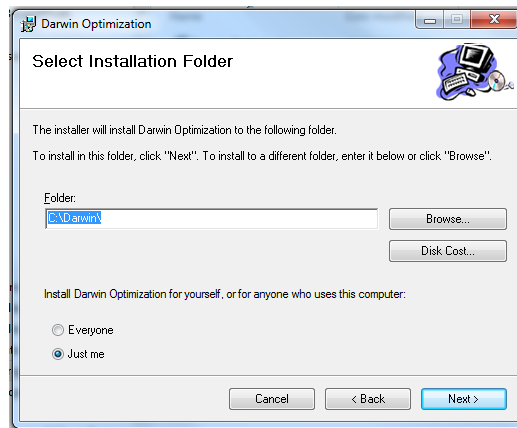 Darwin Optimization
Select Installation Folder
The installer will install Darwin Optimization to the following folder.
To install in this folder, click "Next". To install to a different folder, enter it below or click "Browse".
Folder:
C:\Darwin\
Browse...
Disk Cost...
Install Darwin Optimization for yourself, or for anyone who uses this computer:
Everyone
Just me
Cancel
< Back
Next >